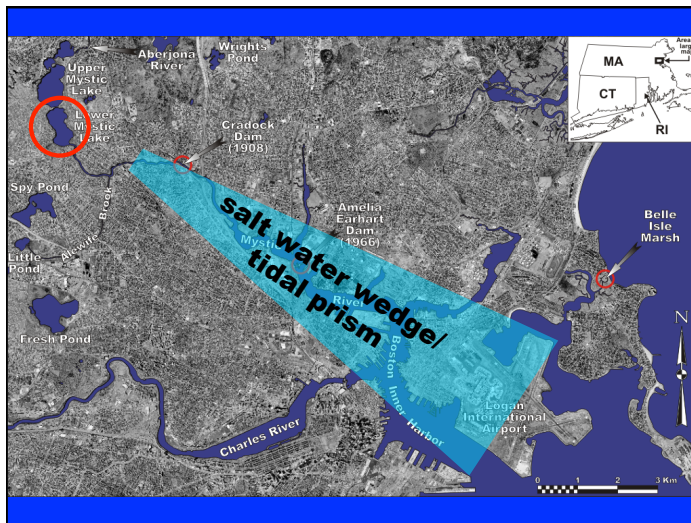 Aberjona
River
Wrights
Pond
Upper
Mystic
Lake
Lower
Mystic
Lake
Cradock
Dam
(1908)
MA
CT
RI
Spy Pond
Alewife Brook
Little
Pond
Fresh Pond
Amelia
Earhart
Dam
(1966)
Belle
Isle
Marsh
salt water wedge/
tidal prism
Mystic
River
Boston Inner Harbor
Logan
International
Airport
Charles River
N
0 1 2 3 Km